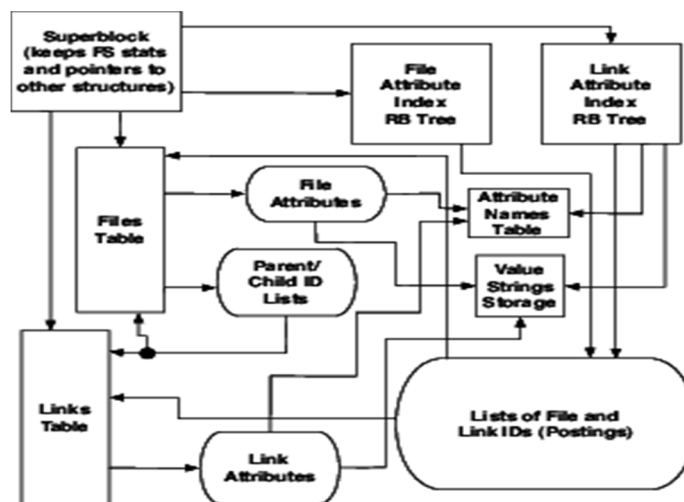 Superblock
(keeps FS stats
and pointers to
other structures)
File
Attribute
Index
RB Tree
Link
Attribute
Index
RB Tree
Files
Table
File
Attributes
Attribute
Names
Table
Parent/
Child ID
Lists
Value
Strings
Storage
Links
Table
Link
Attributes
Lists of File and
Link IDs (Postings)